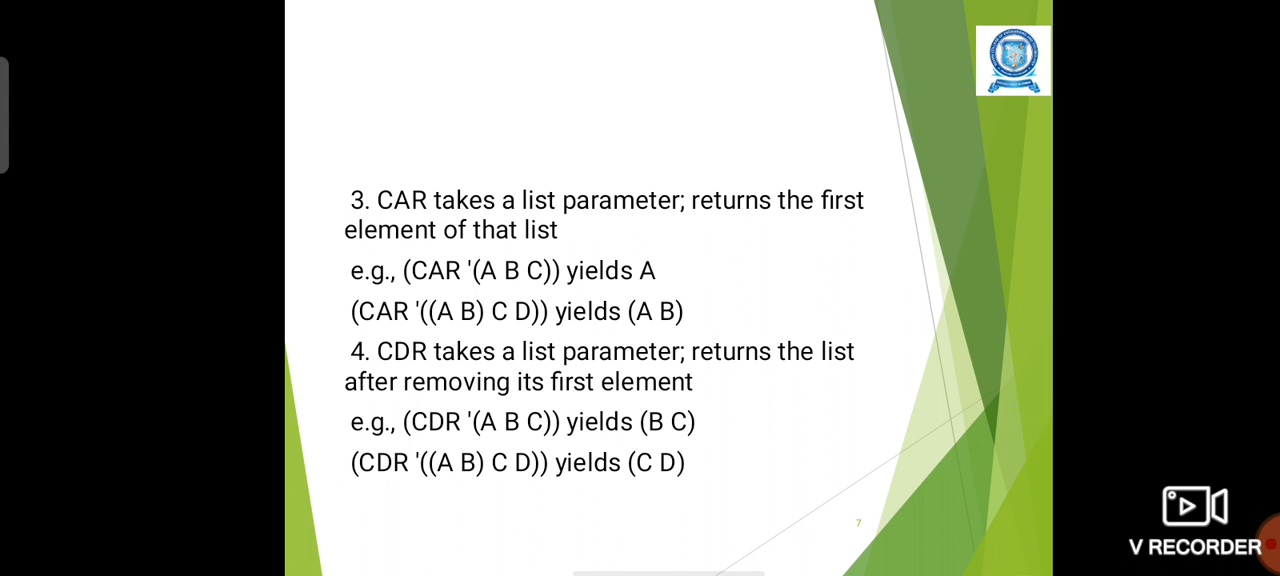 3. CAR takes a list parameter; returns the first
element of that list
e.g., (CAR '(A B C)) yields A
(CAR '((A B) C D)) yields (A B)
4. CDR takes a list parameter; returns the list
after removing its first element
e.g., (CDR '(A B C)) yields (B C)
(CDR '((A B) C D)) yields (C D)
7
V RECORDER